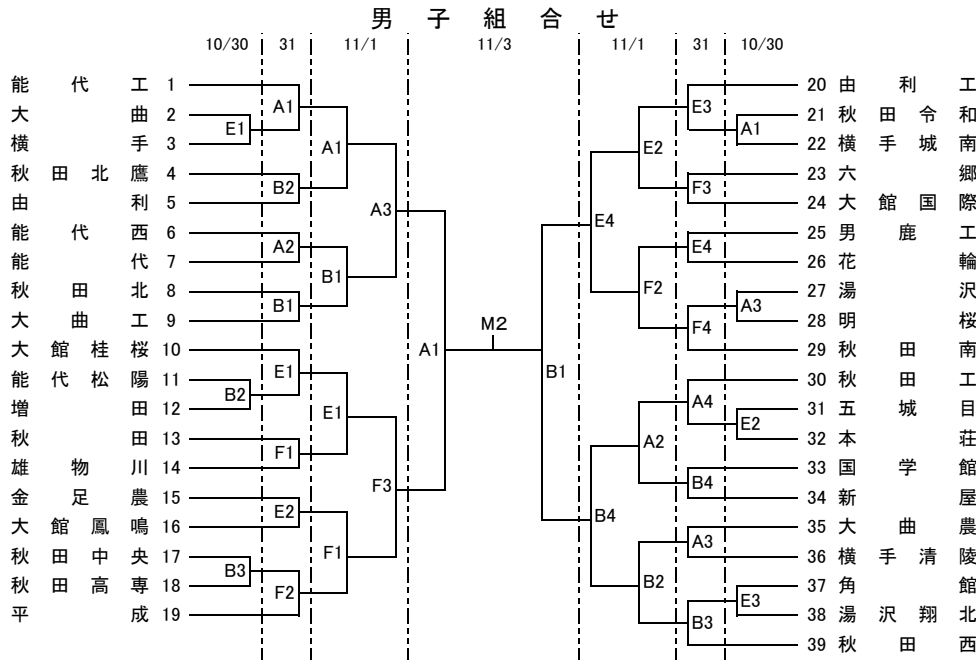 男子組合せ
10/30 31 11/1 11/3 11/1 31 10/30
能代工 1 20 由利工
大曲 2 21 秋田令和
横手 3 22 横手城南
秋田北鷹 4 23 六郷
由利 5 24 大館国際
能代西 6 25 男鹿工
能代 7 26 花輪
秋田北 8 27 湯沢
大曲工 9 28 明桜
大館桂桜 10 29 秋田南
能代松陽 11 30 秋田工
増田 12 31 五城目
秋田 13 32 本荘
雄物川 14 33 国学館
金足農 15 34 新屋
大館鳳鳴 16 35 大曲農
秋田中央 17 36 横手清陵
秋田高専 18 37 角館
平成 19 38 湯沢翔北
39 秋田西
E1
B2
B3
A1
B2
A2
B1
E1
F1
E2
F2
A1
B1
E1
F1
A3
F3
A1
M2
B1
E4
B4
E2
F2
A2
B2
E3
F3
E4
F4
A4
B4
A3
B3
A1
A3
E2
E3